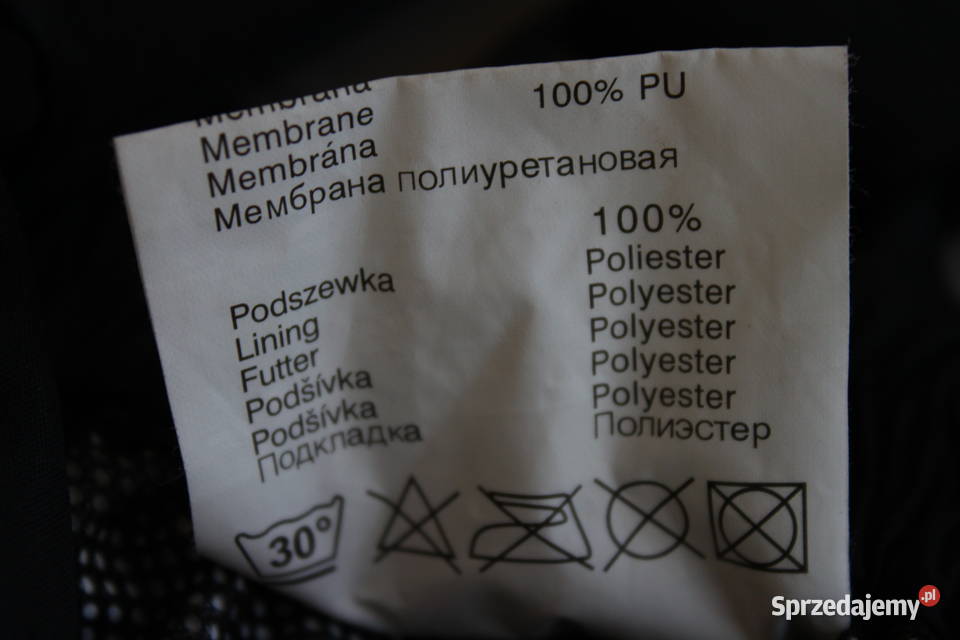 Membrana
Membrane 100% PU
Membrána
Мембрана полиуретановая
100%
Podszewka Poliester
Lining Polyester
Futter Polyester
Podšívka Polyester
Podšívka Polyester
Подкладка Полиэстер
30°
Sprzedajemy.pl